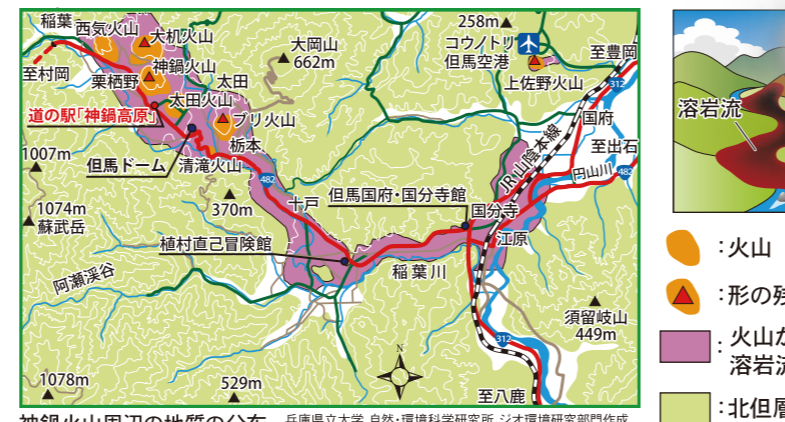 稲葉
西気火山
大机火山
至村岡
栗栖野
神鍋火山
太田
太田火山
道の駅「神鍋高原」
ブリ火山
栃本
但馬ドーム
清滝火山
大岡山
662m
258m
コウノトリ
但馬空港
上佐野火山
至豊岡
312
国府
至出石
JR山陰本線
円山川
482
1007m
1074m
蘇武岳
370m
482
十戸
但馬国府・国分寺館
国分寺
江原
植村直己冒険館
稲葉川
阿瀬渓谷
須留岐山
449m
312
N
1078m
529m
至八鹿
神鍋火山周辺の地質の分布
兵庫県立大学 自然・環境科学研究所 ジオ環境研究部門作成
溶岩流
:火山
:形の残
:火山か
溶岩流
:北但層